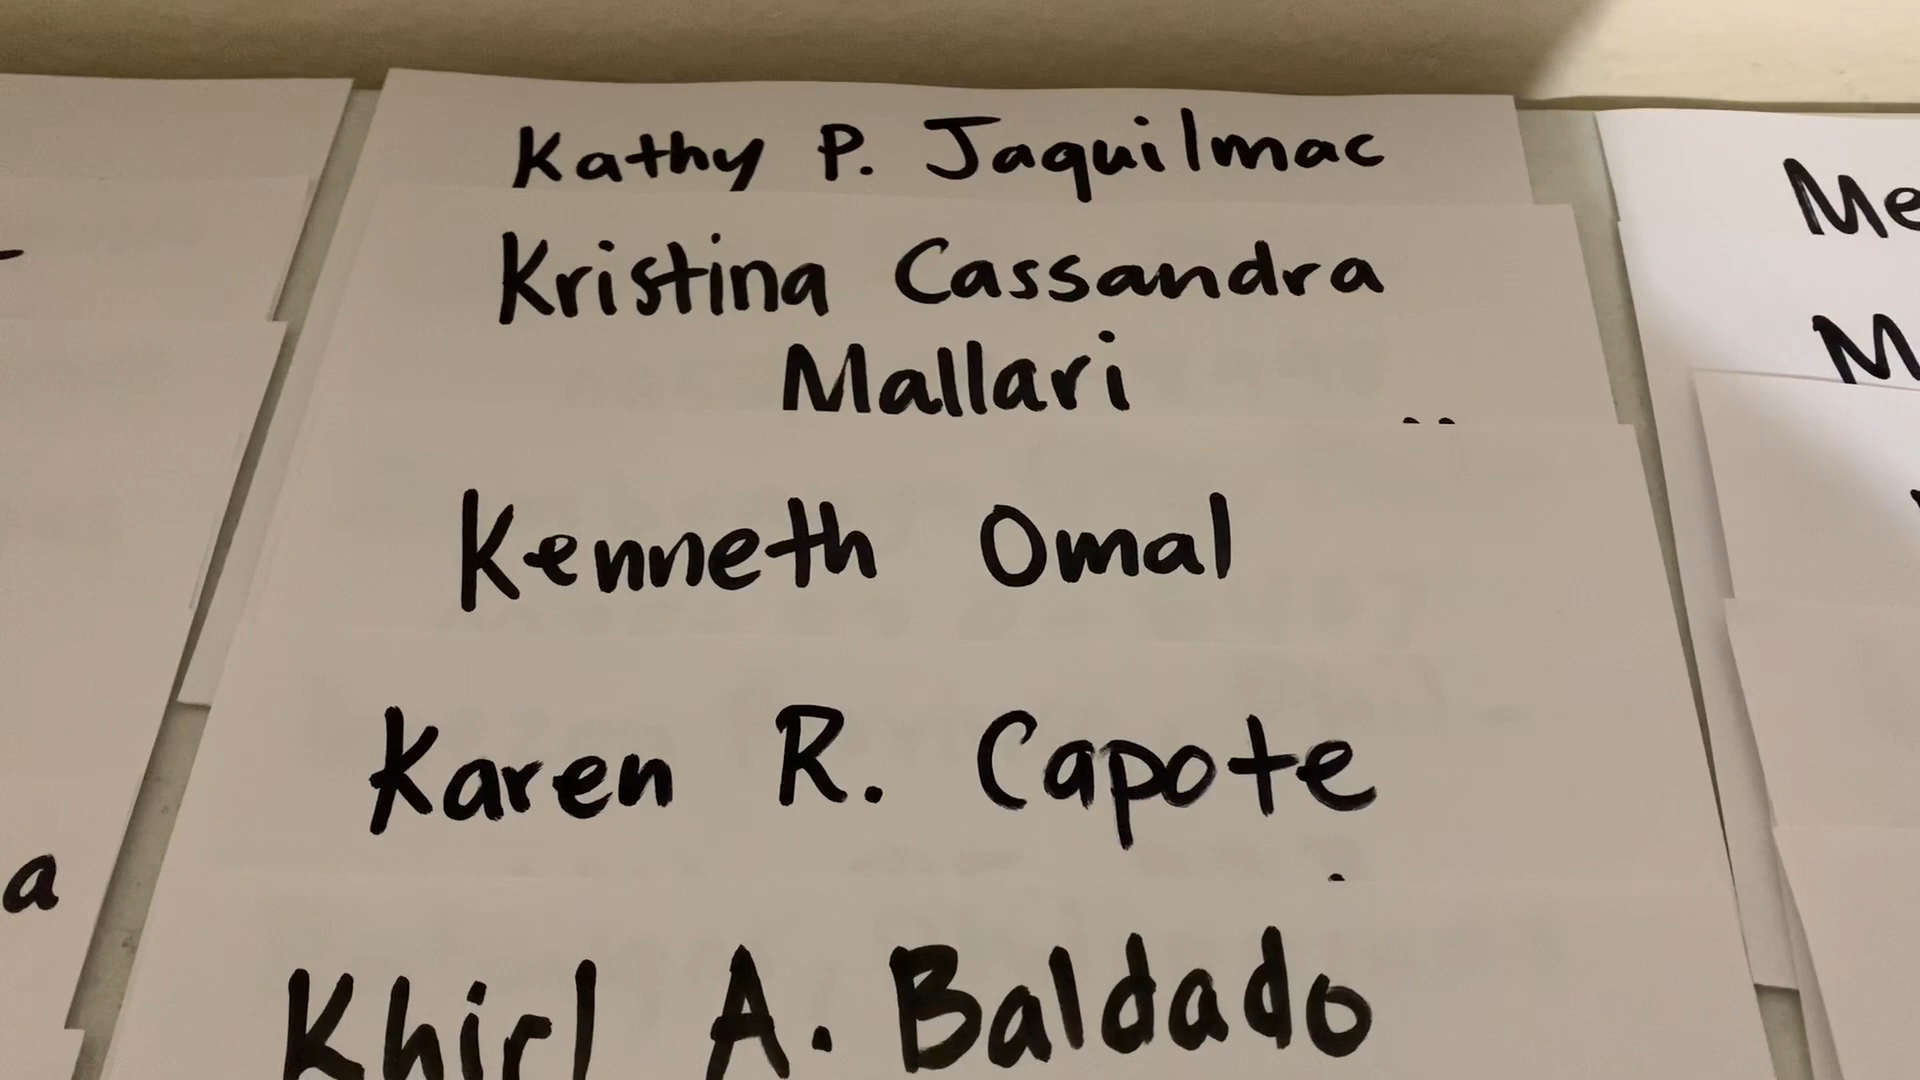 Kathy P. Jaquilmac
Kristina Cassandra
Mallari
Kenneth Omal
Karen R. Capote
Khirl A. Baldado